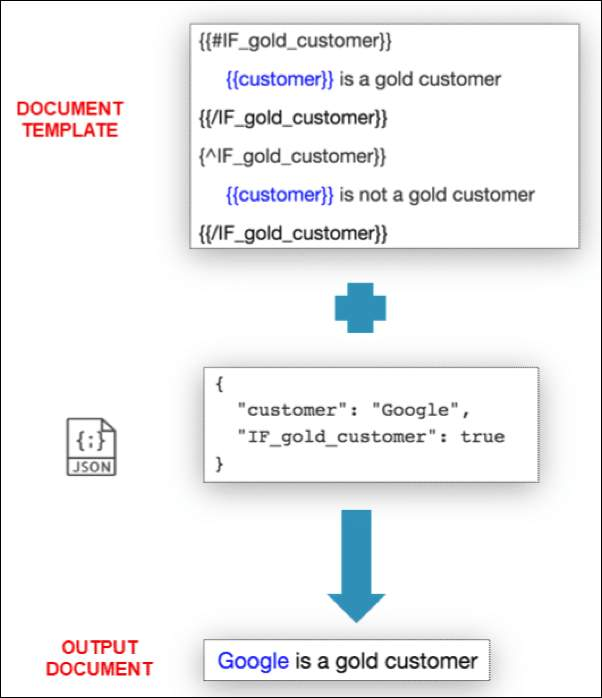 DOCUMENT
TEMPLATE
{{#IF_gold_customer}}
{{customer}} is a gold customer
{{/IF_gold_customer}}
{^IF_gold_customer}}
{{customer}} is not a gold customer
{{/IF_gold_customer}}
{;}
JSON
{
"customer": "Google",
"IF_gold_customer": true
}
OUTPUT
DOCUMENT
Google is a gold customer